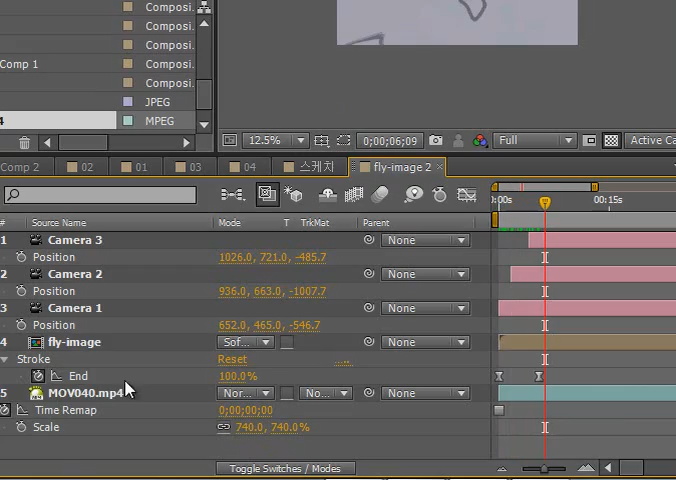 Composi.
Composi.
Composi.
Comp 1
Composi.
Composi.
JPEG
4
MPEG
12.5%
0;00;06;09
Full
Active Ca
Comp 2
02
01
03
04
스케치
fly-image 2
:00s
00:15s
#
Source Name
Mode
T
TrkMat
Parent
1
Camera 3
None
Position
1026.0, 721.0, -485.7
2
Camera 2
None
Position
936.0, 663.0, -1007.7
3
Camera 1
None
Position
652.0, 465.0, -546.7
4
fly-image
Sof...
None
Stroke
Reset
.....
End
100.0%
5
MOV040.mp4
Nor...
No...
None
Time Remap
0;00;00;00
Scale
740.0, 740.0%
Toggle Switches / Modes